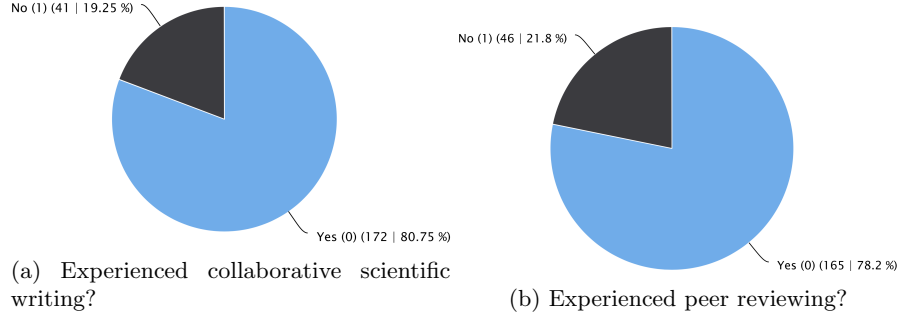 No (1) (41 | 19.25 %)
Yes (0) (172 | 80.75 %)
(a) Experienced collaborative scientific
writing?
No (1) (46 | 21.8 %)
Yes (0) (165 | 78.2 %)
(b) Experienced peer reviewing?